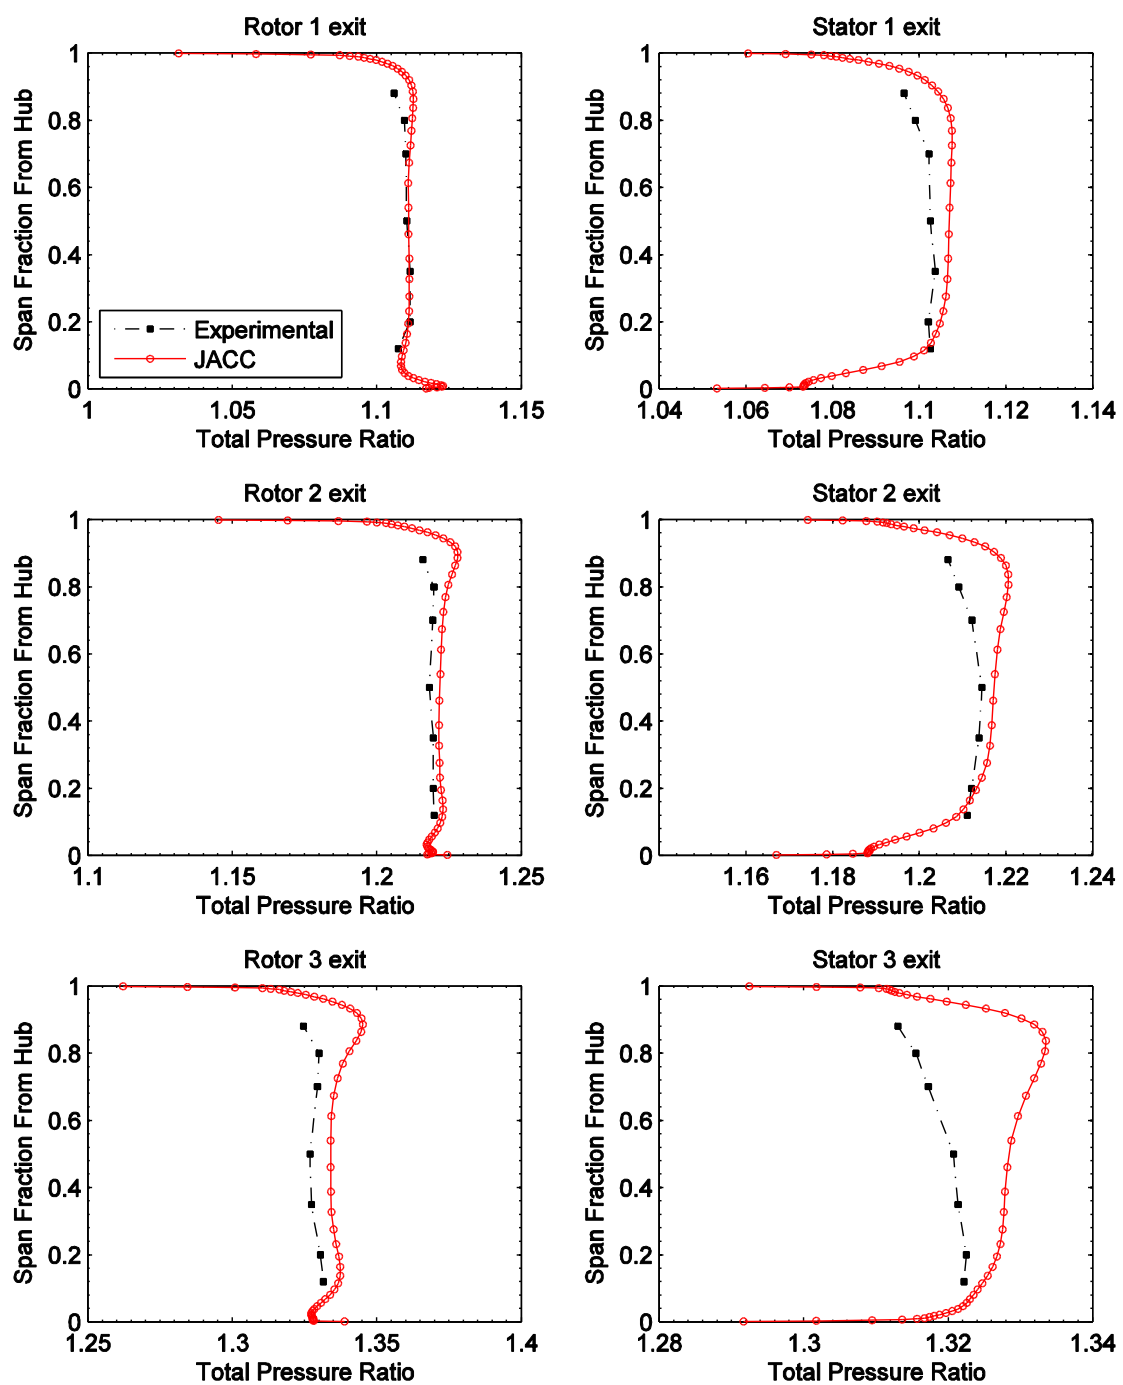 Rotor 1 exit
Span Fraction From Hub
1
0.8
0.6
0.4
0.2
0
Experimental
JACC
1 1.05 1.1 1.15
Total Pressure Ratio
Stator 1 exit
Span Fraction From Hub
1
0.8
0.6
0.4
0.2
0
1.04 1.06 1.08 1.1 1.12 1.14
Total Pressure Ratio
Rotor 2 exit
Span Fraction From Hub
1
0.8
0.6
0.4
0.2
0
1.1 1.15 1.2 1.25
Total Pressure Ratio
Stator 2 exit
Span Fraction From Hub
1
0.8
0.6
0.4
0.2
0
1.16 1.18 1.2 1.22 1.24
Total Pressure Ratio
Rotor 3 exit
Span Fraction From Hub
1
0.8
0.6
0.4
0.2
0
1.25 1.3 1.35 1.4
Total Pressure Ratio
Stator 3 exit
Span Fraction From Hub
1
0.8
0.6
0.4
0.2
0
1.28 1.3 1.32 1.34
Total Pressure Ratio